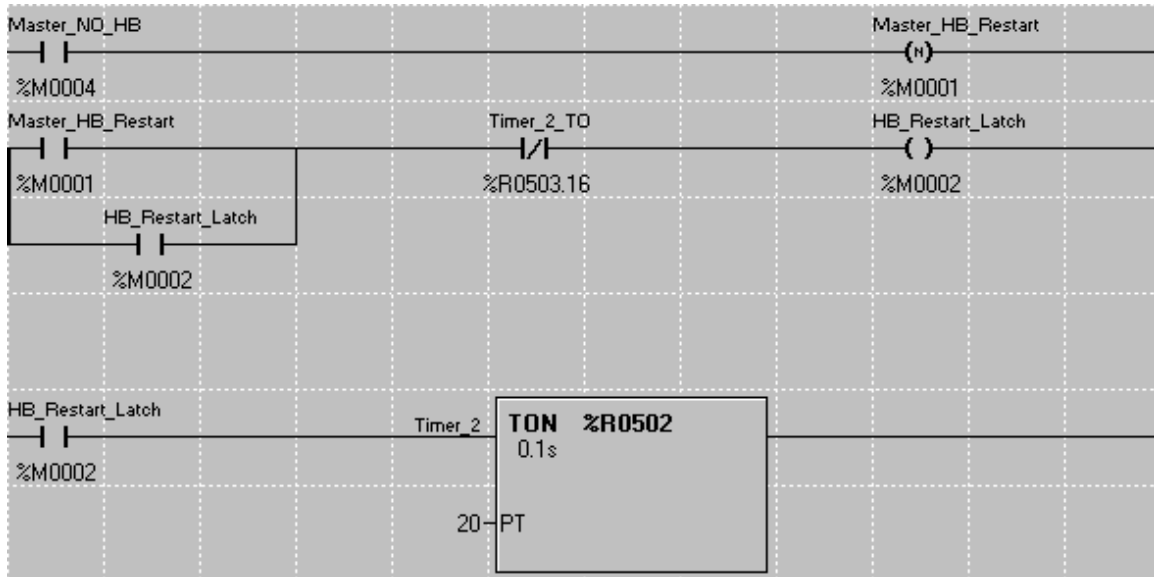 Master_NO_HB Master_HB_Restart
(N)
%M0004 %M0001
Master_HB_Restart Timer_2_TO HB_Restart_Latch
%M0001 %R0503.16 %M0002
HB_Restart_Latch
%M0002
HB_Restart_Latch
Timer_2 TON %R0502
0.1s
%M0002
20 PT